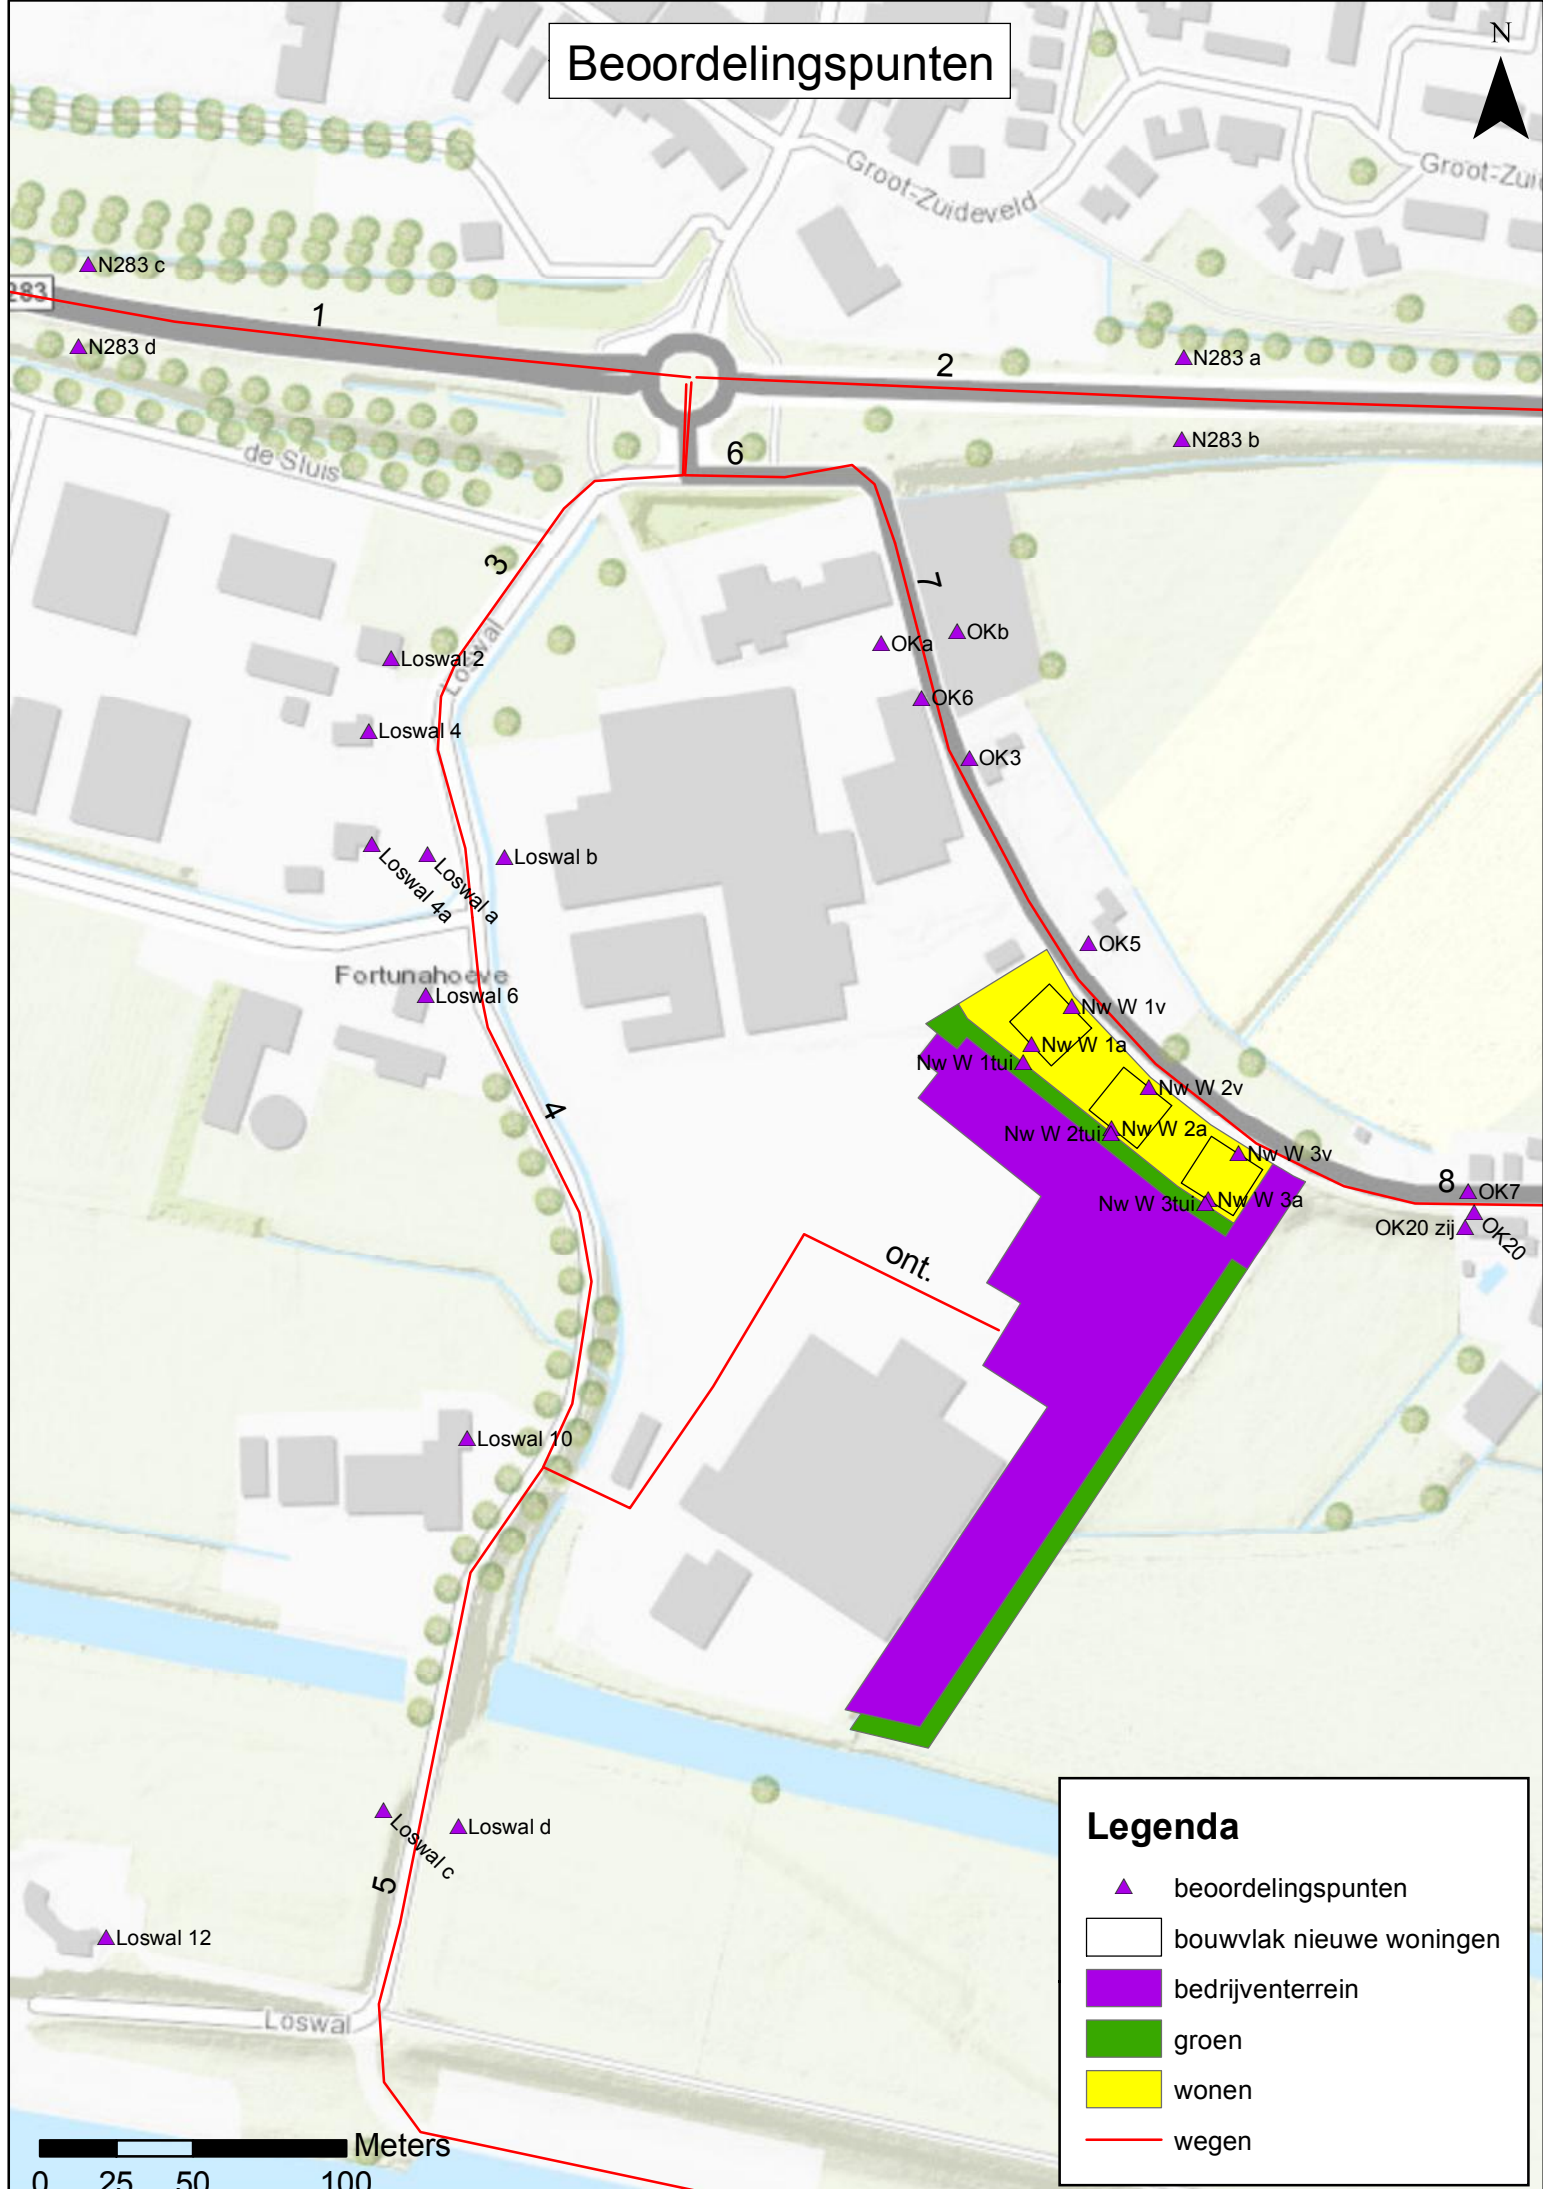 Beoordelingspunten
N
Groot-Zuideveld
Groot-Zui
N283 c
283
1
N283 d
2
N283 a
N283 b
de Sluis
6
3
7
Loswal
OKb
OKa
Loswal 2
OK6
Loswal 4
OK3
Loswal 4a
Loswal a
Loswal b
OK5
Fortunahoeve
Loswal 6
Nw W 1v
Nw W 1a
Nw W 1tui
4
Nw W 2v
Nw W 2a
Nw W 2tui
Nw W 3v
Nw W 3a
Nw W 3tui
8
OK7
OK20 zij
OK20
ont.
Loswal 10
Loswal c
Loswal d
5
Loswal 12
Loswal
Meters
0 25 50 100
Legenda
beoordelingspunten
bouwvlak nieuwe woningen
bedrijventerrein
groen
wonen
wegen